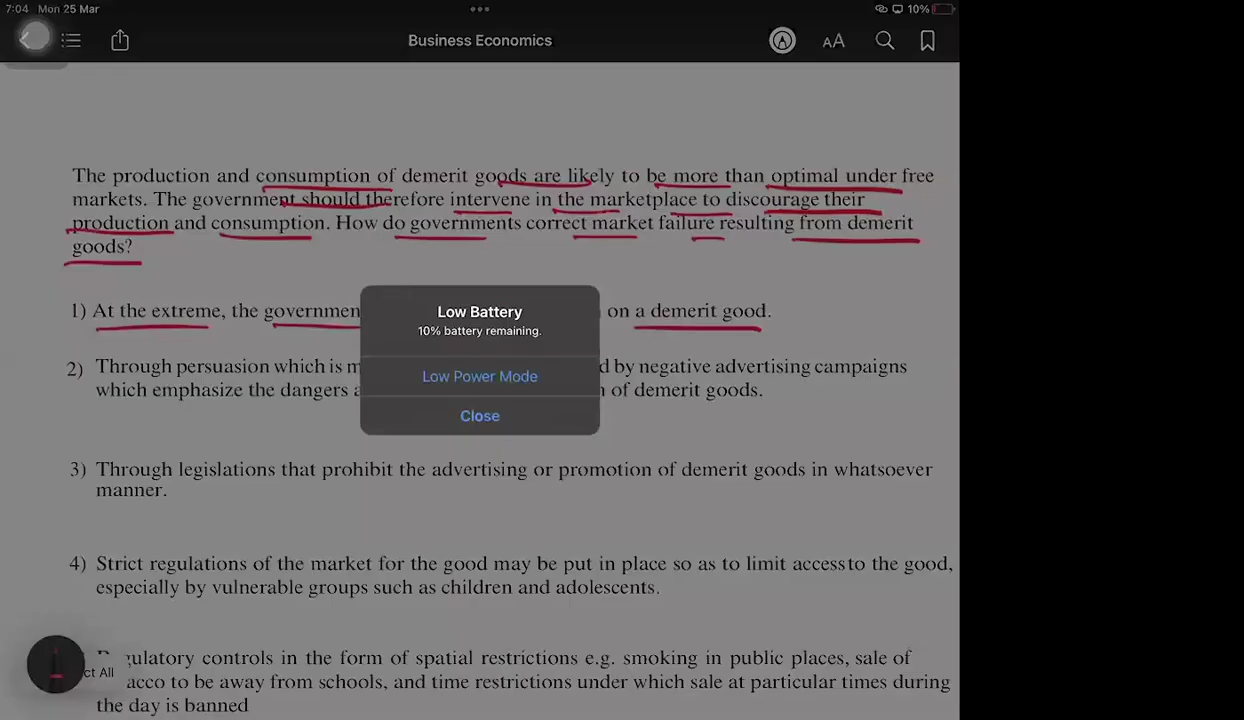 7:04 Mon 25 Mar
10%
Business Economics
AA
The production and consumption of demerit goods are likely to be more than optimal under free
markets. The government should therefore intervene in the marketplace to discourage their
production and consumption. How do governments correct market failure resulting from demerit
goods?
1) At the extreme, the governmen on a demerit good.
Low Battery
10% battery remaining.
Low Power Mode
Close
2) Through persuasion which is m d by negative advertising campaigns
which emphasize the dangers a of demerit goods.
3) Through legislations that prohibit the advertising or promotion of demerit goods in whatsoever
manner.
4) Strict regulations of the market for the good may be put in place so as to limit access to the good,
especially by vulnerable groups such as children and adolescents.
gulatory controls in the form of spatial restrictions e.g. smoking in public places, sale of
ct All
acco to be away from schools, and time restrictions under which sale at particular times during
the day is banned